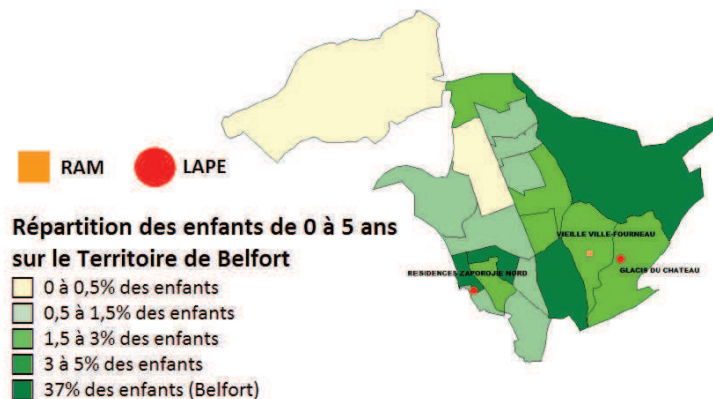 RAM LAPE
Répartition des enfants de 0 à 5 ans
sur le Territoire de Belfort
0 à 0,5% des enfants
0,5 à 1,5% des enfants
1,5 à 3% des enfants
3 à 5% des enfants
37% des enfants (Belfort)
VIEILLE VILLE-FOURNEAU
GLACIS DU CHATEAU
RESIDENCES ZAPOROJIE NORD